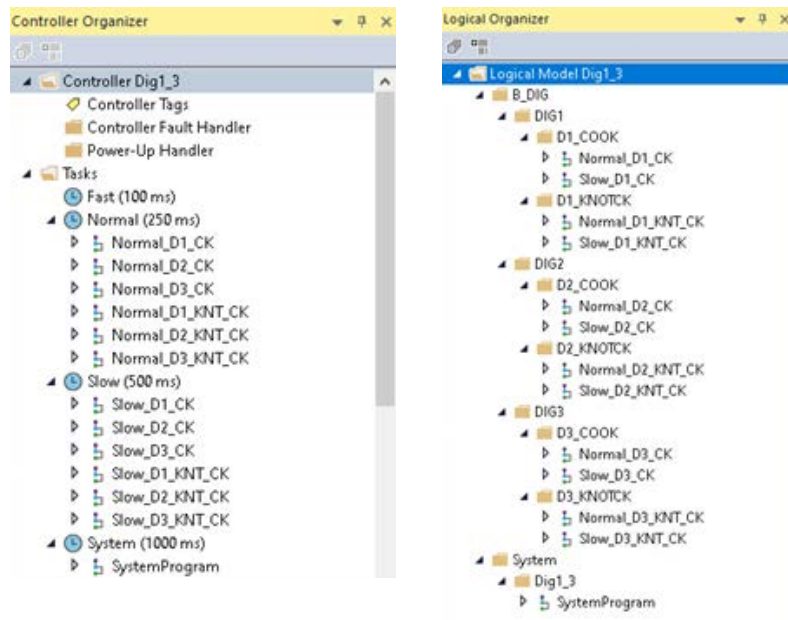 Controller Organizer
Controller Dig1_3
Controller Tags
Controller Fault Handler
Power-Up Handler
Tasks
Fast (100 ms)
Normal (250 ms)
Normal_D1_CK
Normal_D2_CK
Normal_D3_CK
Normal_D1_KNT_CK
Normal_D2_KNT_CK
Normal_D3_KNT_CK
Slow (500 ms)
Slow_D1_CK
Slow_D2_CK
Slow_D3_CK
Slow_D1_KNT_CK
Slow_D2_KNT_CK
Slow_D3_KNT_CK
System (1000 ms)
SystemProgram
Logical Organizer
Logical Model Dig1_3
B_DIG
DIG1
D1_COOK
Normal_D1_CK
Slow_D1_CK
D1_KNOTCK
Normal_D1_KNT_CK
Slow_D1_KNT_CK
DIG2
D2_COOK
Normal_D2_CK
Slow_D2_CK
D2_KNOTCK
Normal_D2_KNT_CK
Slow_D2_KNT_CK
DIG3
D3_COOK
Normal_D3_CK
Slow_D3_CK
D3_KNOTCK
Normal_D3_KNT_CK
Slow_D3_KNT_CK
System
Dig1_3
SystemProgram